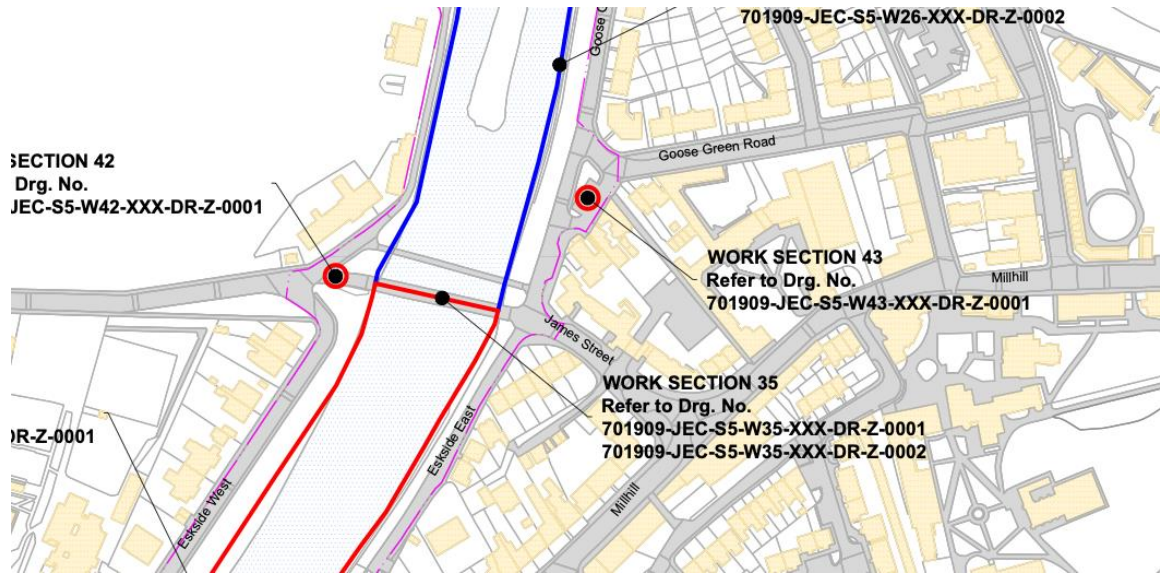 701909-JEC-S5-W26-XXX-DR-Z-0002
Goose
Goose Green Road
SECTION 42
Drg. No.
JEC-S5-W42-XXX-DR-Z-0001
WORK SECTION 43
Refer to Drg. No.
701909-JEC-S5-W43-XXX-DR-Z-0001
Millhill
James Street
WORK SECTION 35
Refer to Drg. No.
701909-JEC-S5-W35-XXX-DR-Z-0001
701909-JEC-S5-W35-XXX-DR-Z-0002
DR-Z-0001
Eskside East
Eskside West
Millhill